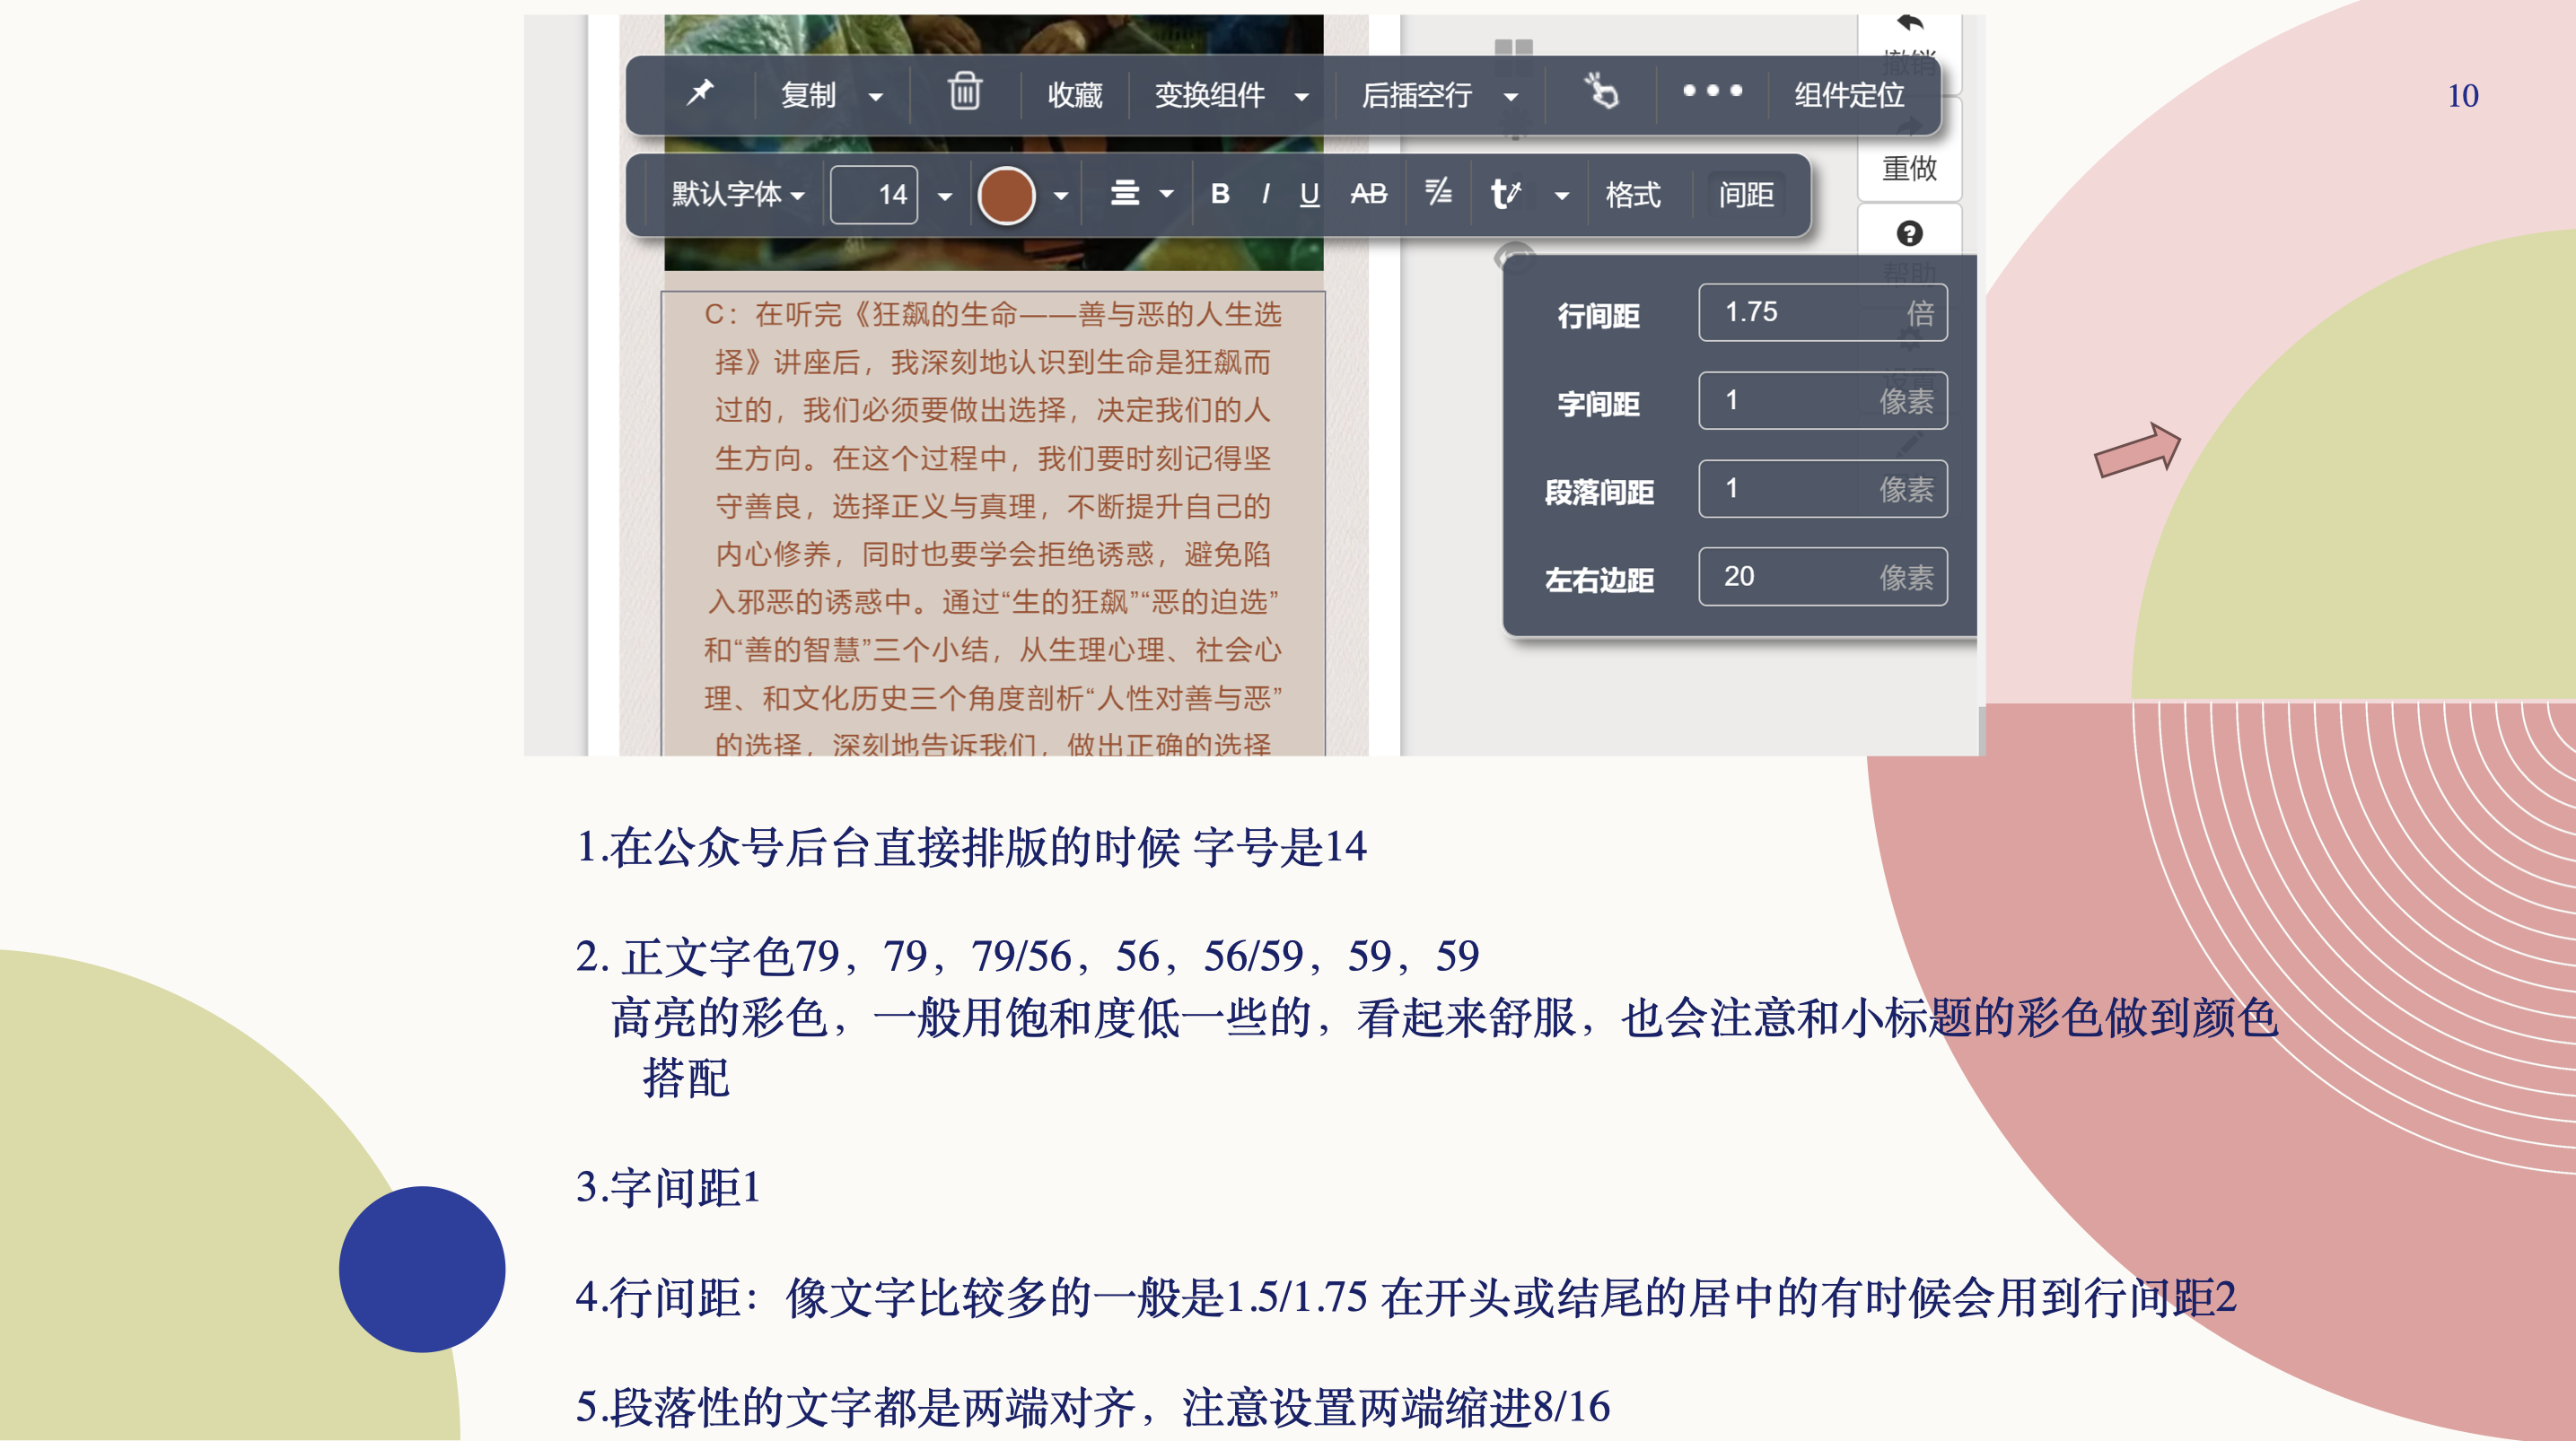 撤销
复制
收藏
变换组件
后插空行
组件定位
10
默认字体
14
B I U AB
格式
间距
重做
帮助
行间距 1.75 倍
字间距 1 像素
段落间距 1 像素
左右边距 20 像素
C：在听完《狂飙的生命——善与恶的人生选
择》讲座后，我深刻地认识到生命是狂飙而
过的，我们必须要做出选择，决定我们的人
生方向。在这个过程中，我们要时刻记得坚
守善良，选择正义与真理，不断提升自己的
内心修养，同时也要学会拒绝诱惑，避免陷
入邪恶的诱惑中。通过“生的狂飙”“恶的迫选”
和“善的智慧”三个小结，从生理心理、社会心
理、和文化历史三个角度剖析“人性对善与恶”
的选择，深刻地告诉我们，做出正确的选择
1.在公众号后台直接排版的时候 字号是14
2. 正文字色79，79，79/56，56，56/59，59，59
高亮的彩色，一般用饱和度低一些的，看起来舒服，也会注意和小标题的彩色做到颜色
搭配
3.字间距1
4.行间距：像文字比较多的一般是1.5/1.75 在开头或结尾的居中的有时候会用到行间距2
5.段落性的文字都是两端对齐，注意设置两端缩进8/16